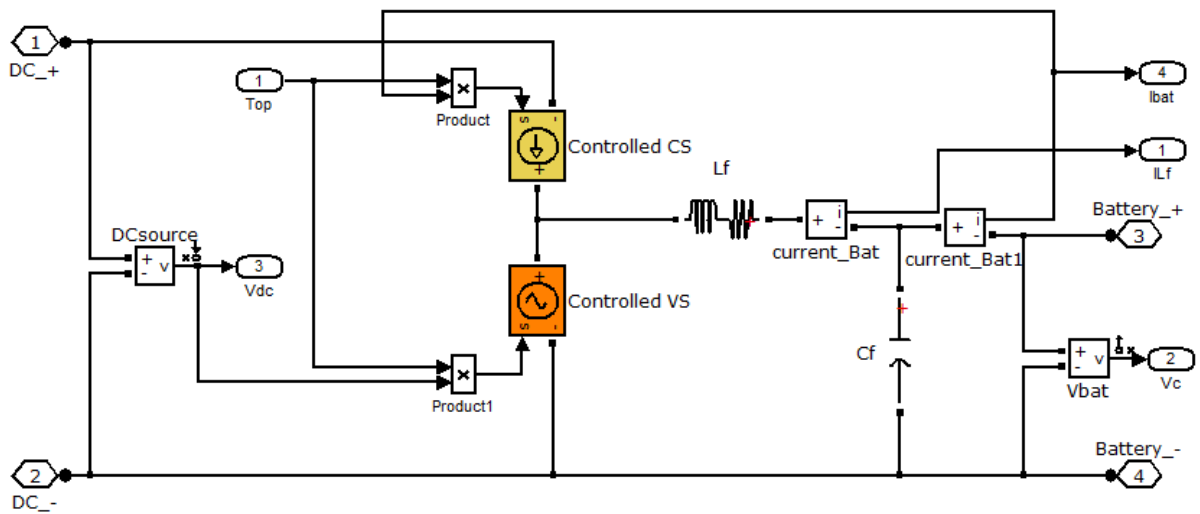 1
DC_+
1
Top
×
Product
s
-
+
Controlled CS
4
Ibat
1
ILf
Lf
+
i
-
current_Bat
+
i
-
current_Bat1
Battery_+
3
DCsource
+
-
v
3
Vdc
+
s
-
Controlled VS
×
Product1
Cf
+
-
v
Vbat
2
Vc
2
DC_-
Battery_-
4